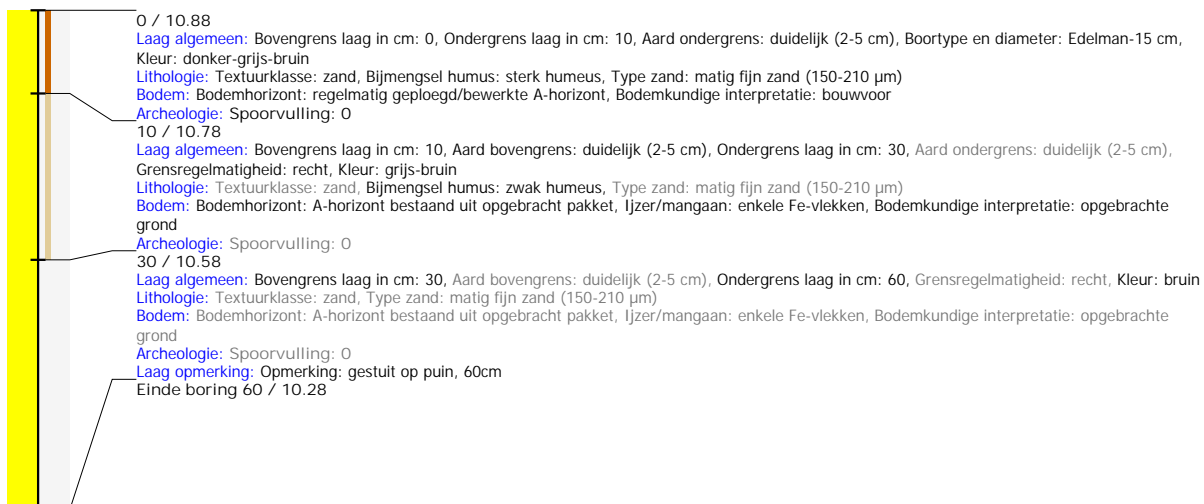 0 / 10.88
Laag algemeen: Bovengrens laag in cm: 0, Ondergrens laag in cm: 10, Aard ondergrens: duidelijk (2-5 cm), Boortype en diameter: Edelman-15 cm,
Kleur: donker-grijs-bruin
Lithologie: Textuurklasse: zand, Bijmengsel humus: sterk humeus, Type zand: matig fijn zand (150-210 µm)
Bodem: Bodemhorizont: regelmatig geploegd/bewerkte A-horizont, Bodemkundige interpretatie: bouwvoor
Archeologie: Spoorvulling: 0
10 / 10.78
Laag algemeen: Bovengrens laag in cm: 10, Aard bovengrens: duidelijk (2-5 cm), Ondergrens laag in cm: 30, Aard ondergrens: duidelijk (2-5 cm),
Grensregelmatigheid: recht, Kleur: grijs-bruin
Lithologie: Textuurklasse: zand, Bijmengsel humus: zwak humeus, Type zand: matig fijn zand (150-210 µm)
Bodem: Bodemhorizont: A-horizont bestaand uit opgebracht pakket, Ijzer/mangaan: enkele Fe-vlekken, Bodemkundige interpretatie: opgebrachte
grond
Archeologie: Spoorvulling: 0
30 / 10.58
Laag algemeen: Bovengrens laag in cm: 30, Aard bovengrens: duidelijk (2-5 cm), Ondergrens laag in cm: 60, Grensregelmatigheid: recht, Kleur: bruin
Lithologie: Textuurklasse: zand, Type zand: matig fijn zand (150-210 µm)
Bodem: Bodemhorizont: A-horizont bestaand uit opgebracht pakket, Ijzer/mangaan: enkele Fe-vlekken, Bodemkundige interpretatie: opgebrachte
grond
Archeologie: Spoorvulling: 0
Laag opmerking: Opmerking: gestuit op puin, 60cm
Einde boring 60 / 10.28